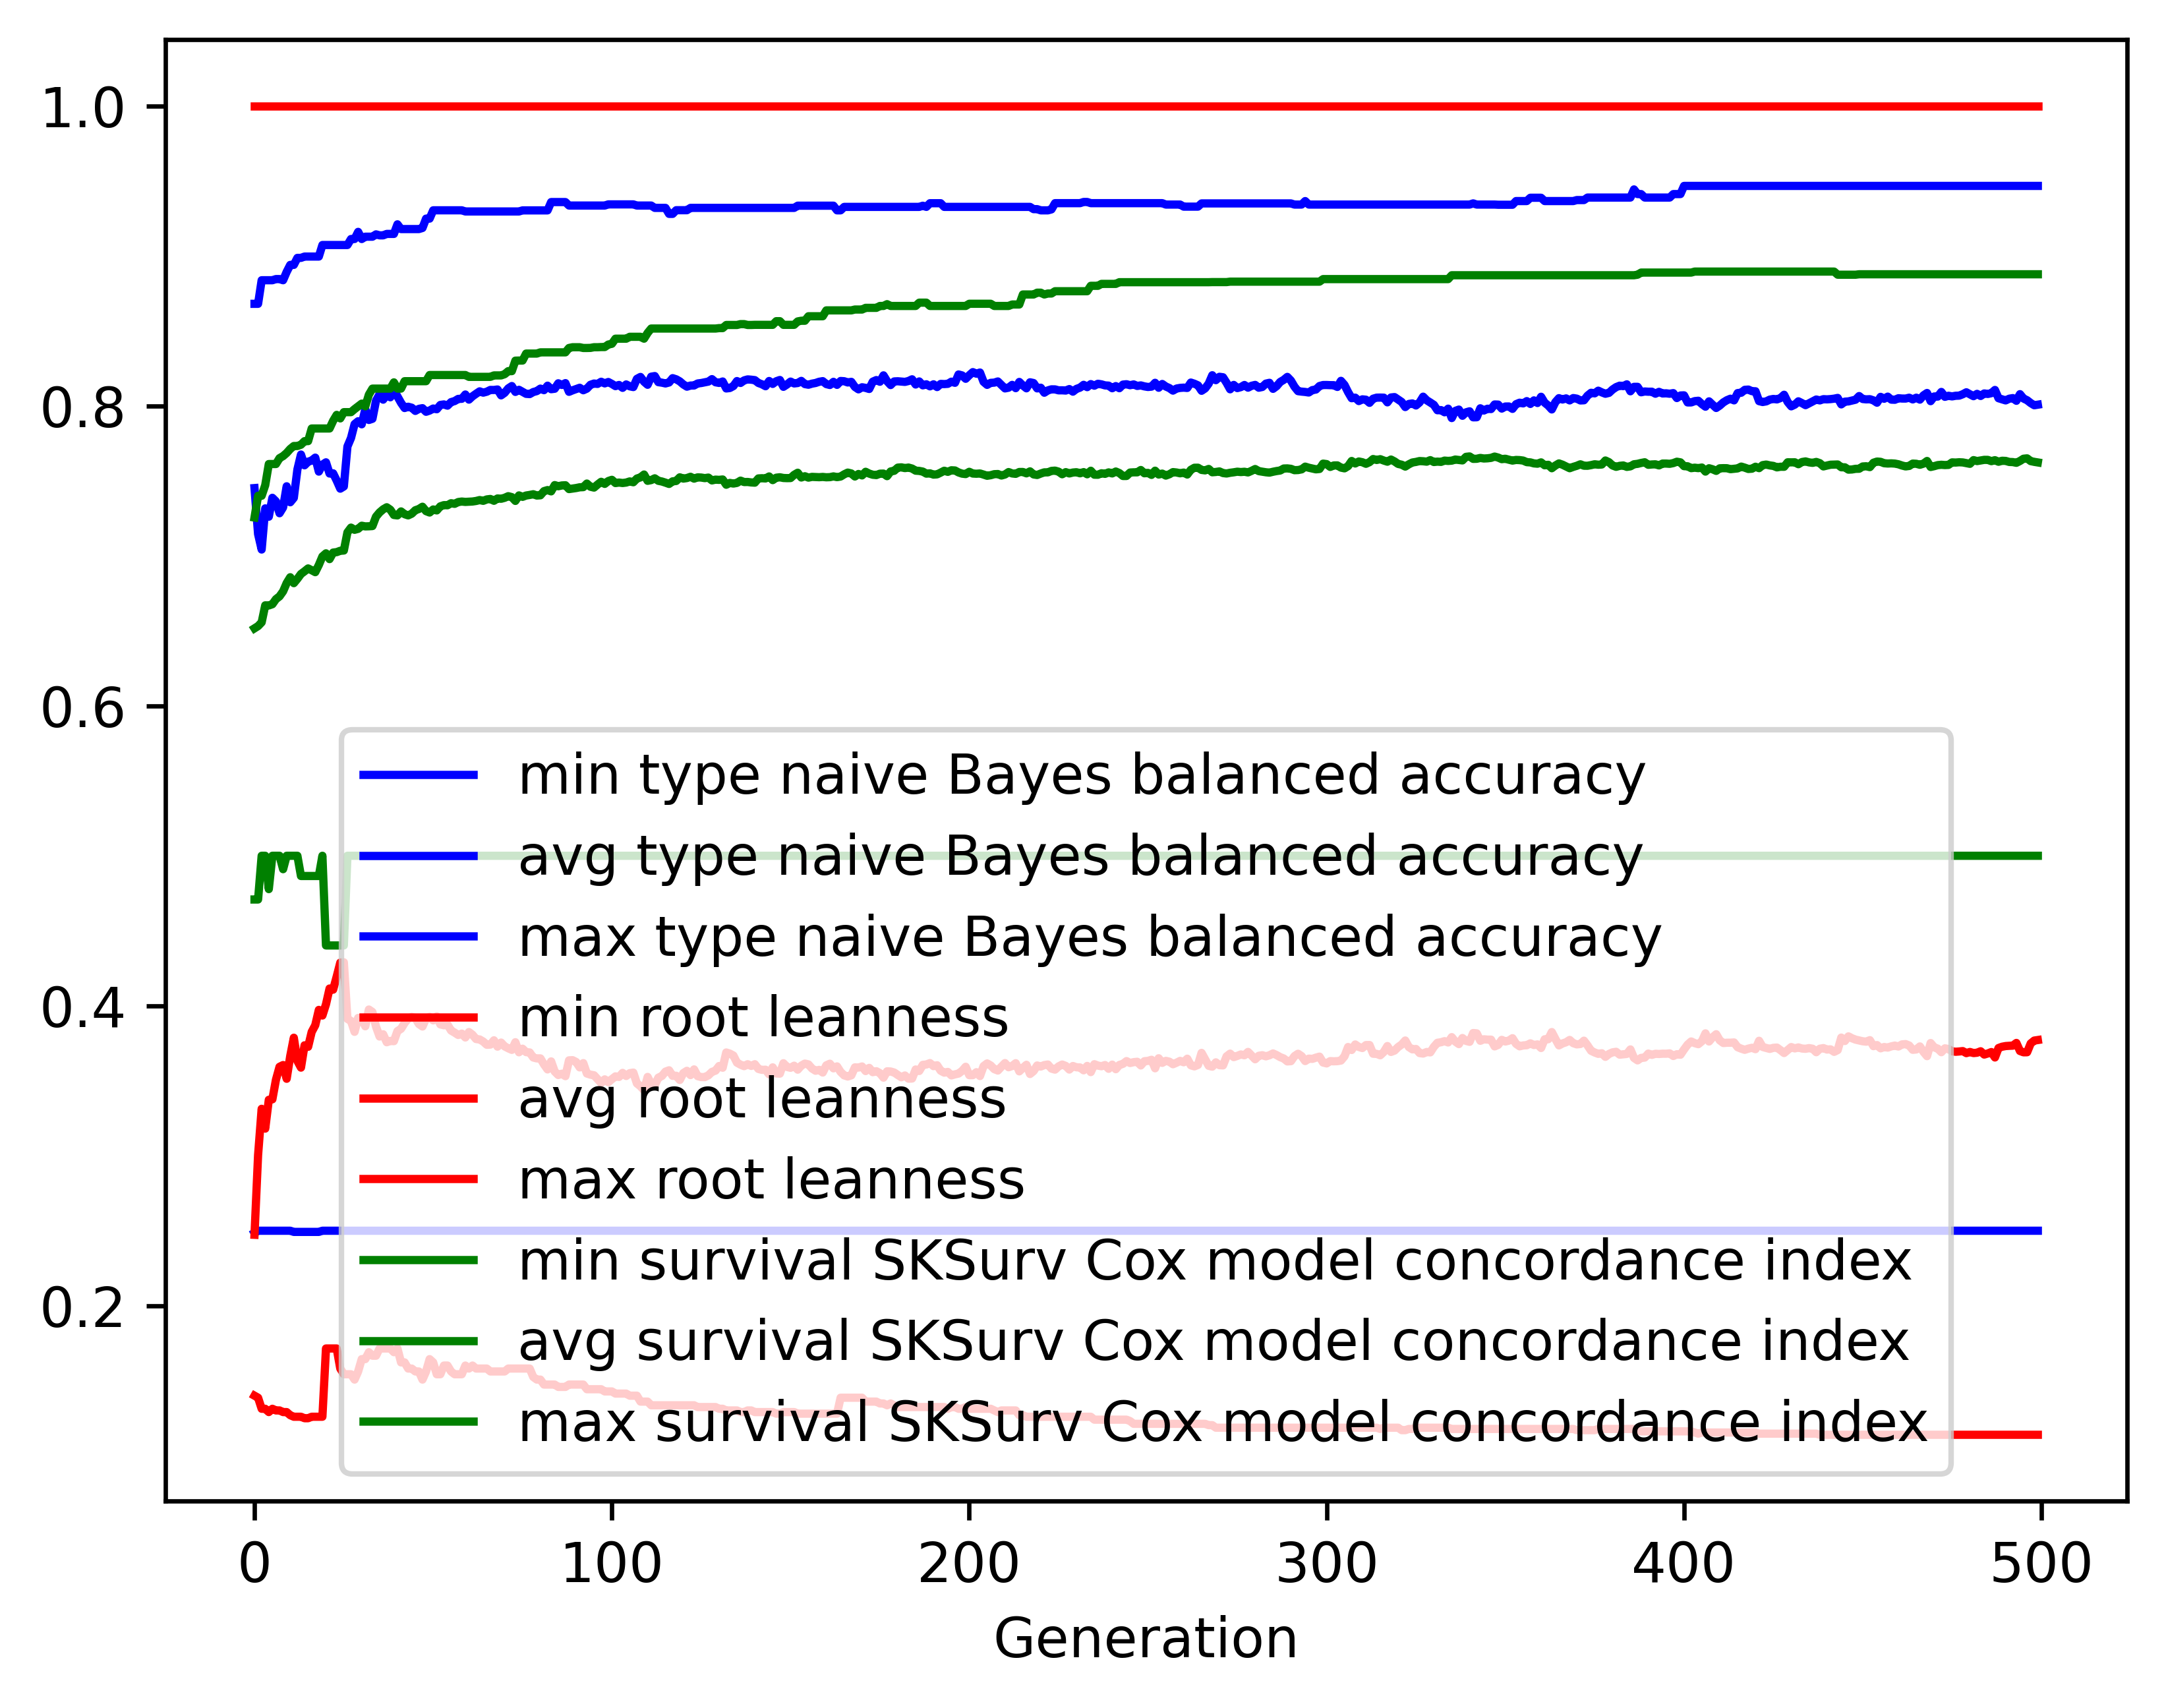 1.0
0.8
0.6
0.4
0.2
min type naive Bayes balanced accuracy
avg type naive Bayes balanced accuracy
max type naive Bayes balanced accuracy
min root leanness
avg root leanness
max root leanness
min survival SKSurv Cox model concordance index
avg survival SKSurv Cox model concordance index
max survival SKSurv Cox model concordance index
0 100 200 300 400 500
Generation